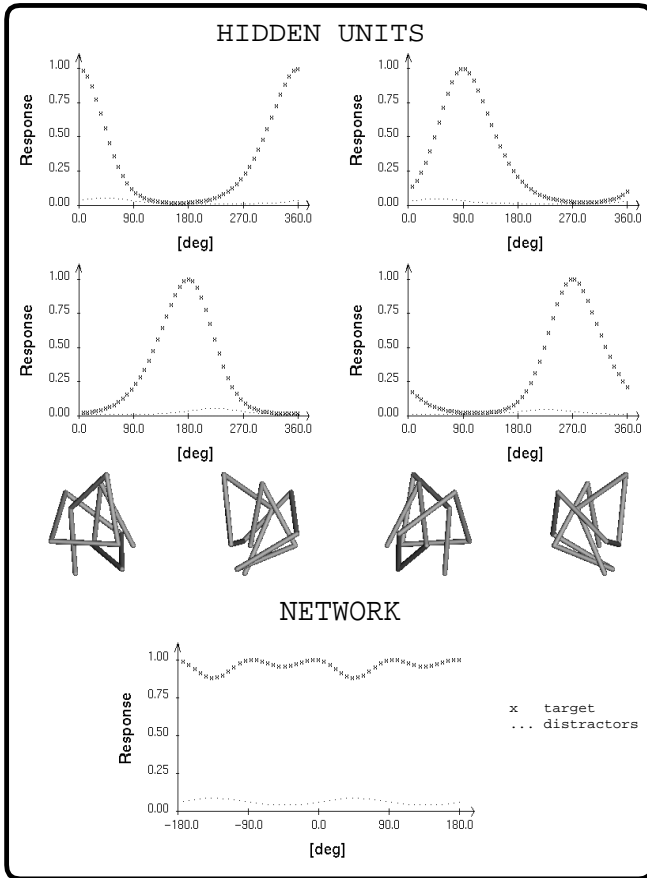 HIDDEN UNITS
1.00 1.00
0.75 0.75
Response 0.50 Response 0.50
0.25 0.25
0.00 0.00
0.0 90.0 180.0 270.0 360.0 0.0 90.0 180.0 270.0 360.0
[deg] [deg]
1.00 1.00
0.75 0.75
Response 0.50 Response 0.50
0.25 0.25
0.00 0.00
0.0 90.0 180.0 270.0 360.0 0.0 90.0 180.0 270.0 360.0
[deg] [deg]
NETWORK
1.00
0.75
Response 0.50
0.25
0.00
-180.0 -90.0 0.0 90.0 180.0
[deg]
x target
... distractors